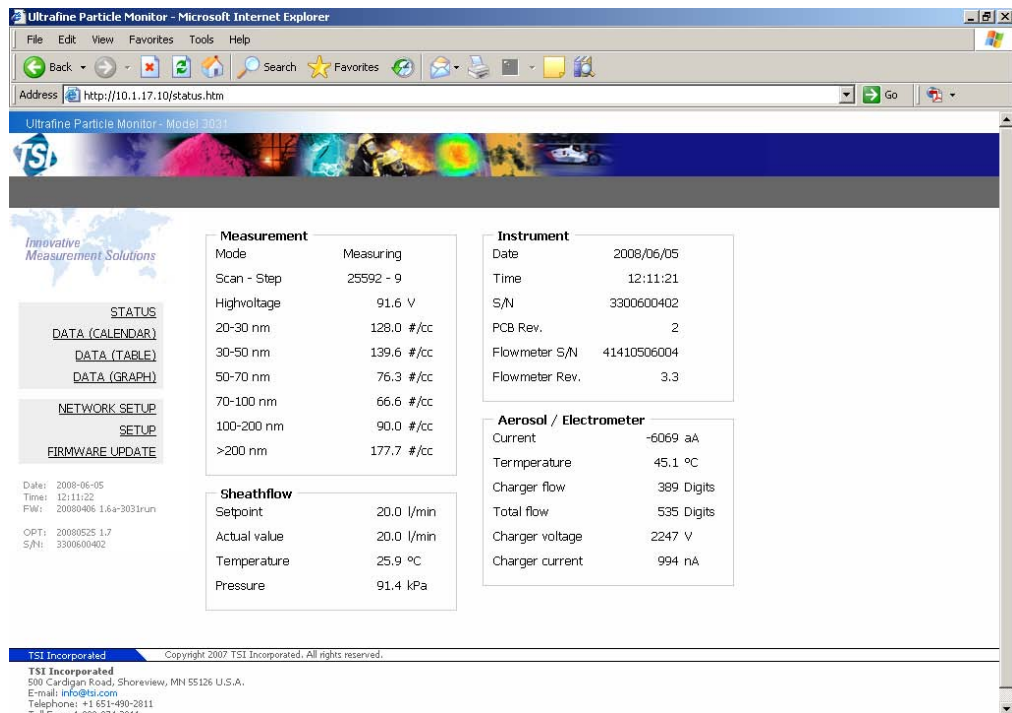 Ultrafine Particle Monitor - Microsoft Internet Explorer
File Edit View Favorites Tools Help
Back Search Favorites
Address http://10.1.17.10/status.htm Go
Ultrafine Particle Monitor - Model 3031
TSI
Innovative
Measurement Solutions
STATUS
DATA (CALENDAR)
DATA (TABLE)
DATA (GRAPH)
NETWORK SETUP
SETUP
FIRMWARE UPDATE
Date: 2008-06-05
Time: 12:11:22
FW: 20080406 1.6a-3031run
OPT: 20080525 1.7
S/N: 3300600402
Measurement
Mode Measuring
Scan - Step 25592 - 9
Highvoltage 91.6 V
20-30 nm 128.0 #/cc
30-50 nm 139.6 #/cc
50-70 nm 76.3 #/cc
70-100 nm 66.6 #/cc
100-200 nm 90.0 #/cc
>200 nm 177.7 #/cc
Sheathflow
Setpoint 20.0 l/min
Actual value 20.0 l/min
Temperature 25.9 ºC
Pressure 91.4 kPa
Instrument
Date 2008/06/05
Time 12:11:21
S/N 3300600402
PCB Rev. 2
Flowmeter S/N 41410506004
Flowmeter Rev. 3.3
Aerosol / Electrometer
Current -6069 aA
Termperature 45.1 ºC
Charger flow 389 Digits
Total flow 535 Digits
Charger voltage 2247 V
Charger current 994 nA
TSI Incorporated Copyright 2007 TSI Incorporated. All rights reserved.
TSI Incorporated
500 Cardigan Road, Shoreview, MN 55126 U.S.A.
E-mail: info@tsi.com
Telephone: +1 651-490-2811